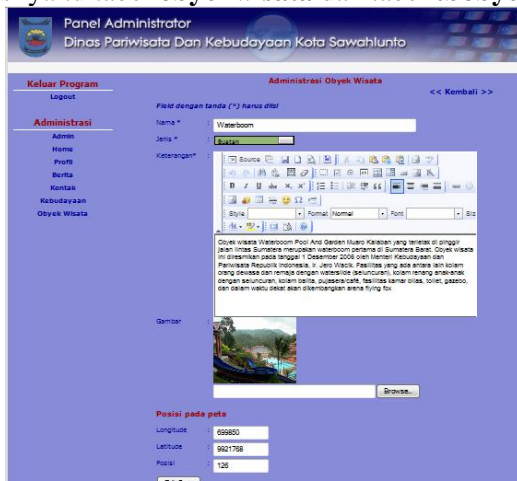 Panel Administrator
Dinas Pariwisata Dan Kebudayaan Kota Sawahlunto
Keluar Program
Logout
Administrasi
Admin
Home
Profil
Berita
Kontak
Kebudayaan
Obyek Wisata
Administrasi Obyek Wisata
<< Kembali >>
Field dengan tanda (*) harus diisi
Nama * : Waterboom
Jenis * : Buatan
Keterangan* :
Source
Style Format Normal Font Siz
Obyek wisata Waterboom Pool And Garden Muaro Kalaban yang terletak di pinggir
jalan lintas Sumatera merupakan waterboom pertama di Sumatera Barat. Obyek wisata
ini diresmikan pada tanggal 1 Desember 2006 oleh Menteri Kebudayaan dan
Pariwisata Republik Indonesia, Ir. Jero Wacik. Fasilitas yang ada antara lain kolam
orang dewasa dan remaja dengan waterslide (seluncuran), kolam renang anak-anak
dengan seluncuran, kolam balita, pujasera/café, fasilitas kamar bilas, toilet, gazebo,
dan dalam waktu dekat akan dikembangkan arena flying fox
Gambar :
Browse...
Posisi pada peta
Longitude : 699850
Latitude : 9921768
Posisi : 126